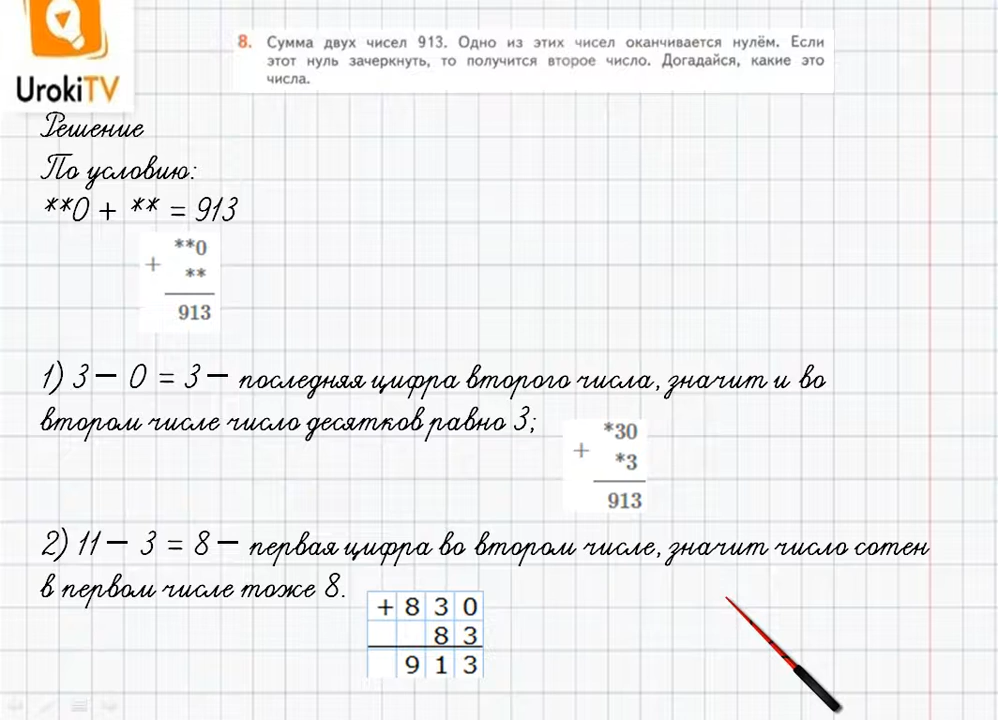 UrokiTV
8. Сумма двух чисел 913. Одно из этих чисел оканчивается нулём. Если
этот нуль зачеркнуть, то получится второе число. Догадайся, какие это
числа.
Решение
По условию:
**0 + ** = 913
**0
+
**
913
1) 3 — 0 = 3 — последняя цифра второго числа, значит и во
втором числе число десятков равно 3;
*30
+
*3
913
2) 11 — 3 = 8 — первая цифра во втором числе, значит число сотен
в первом числе тоже 8.
+ 8 3 0
8 3
9 1 3